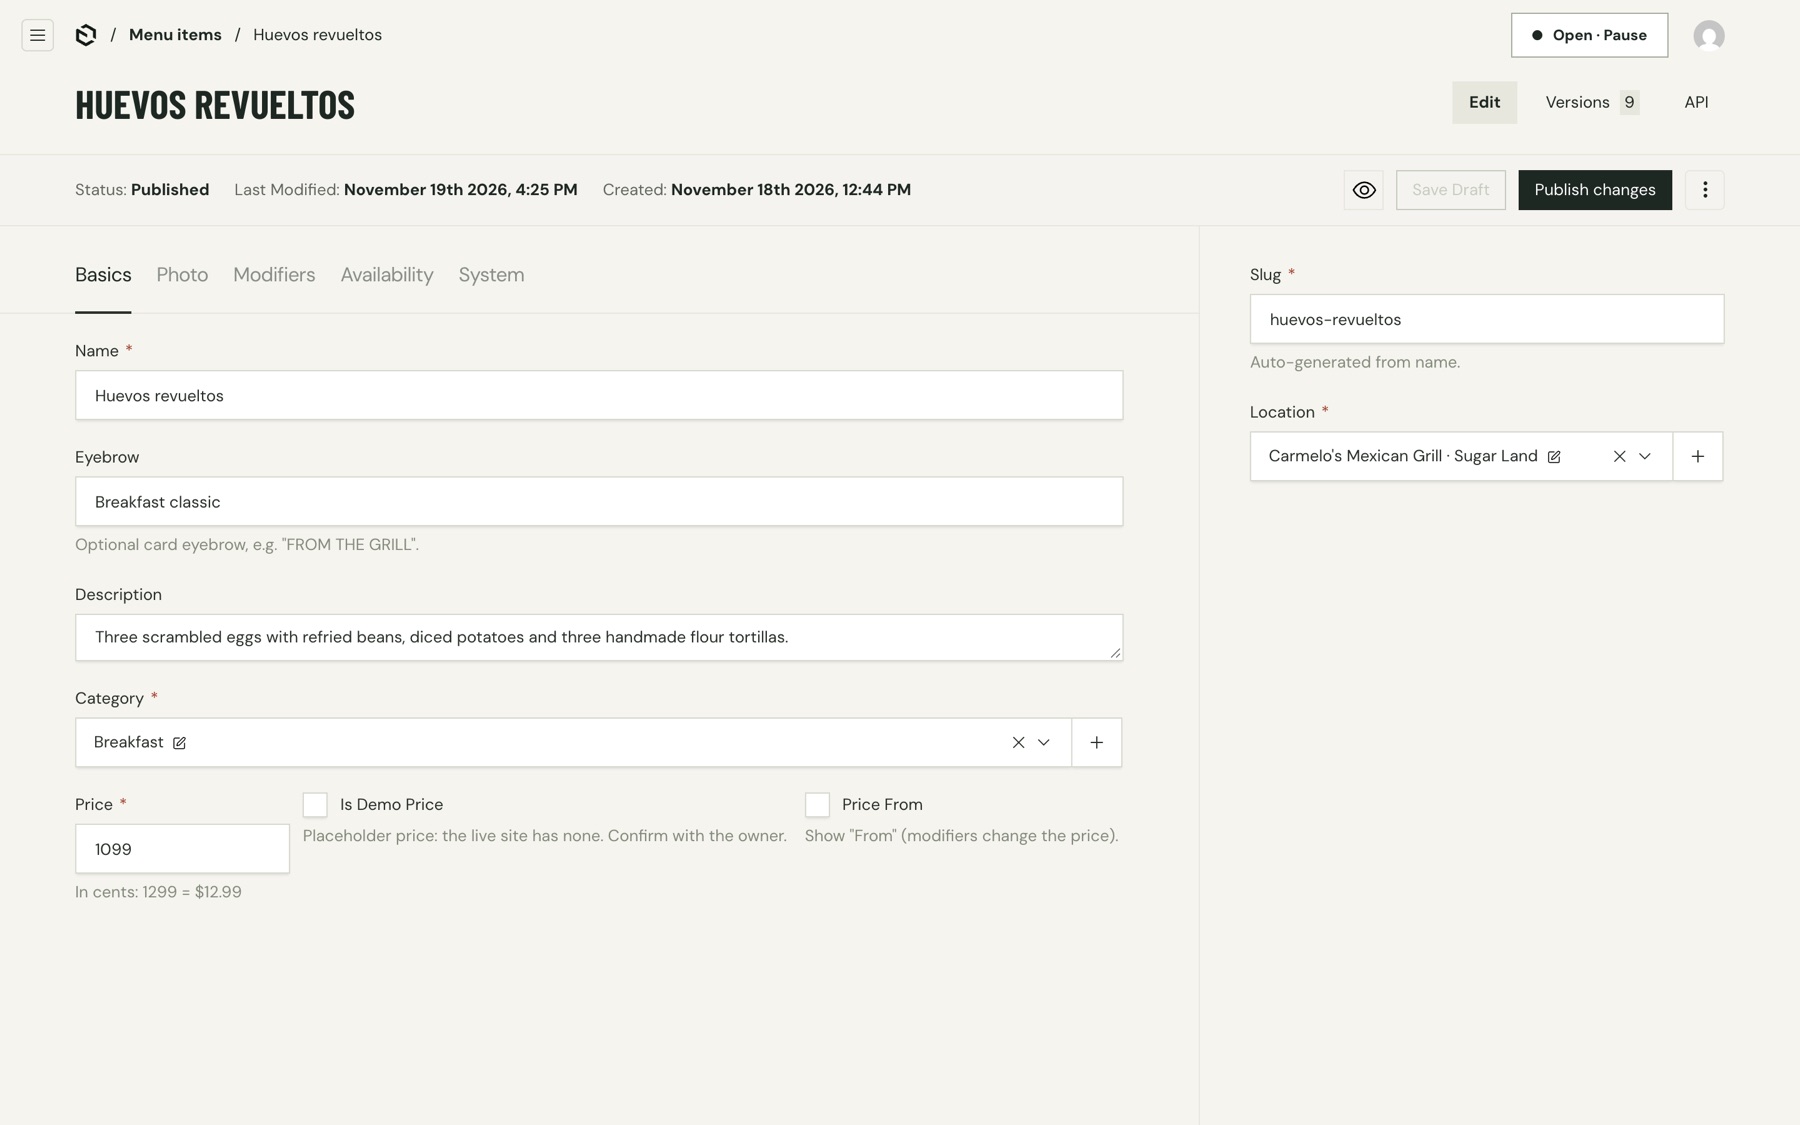 / Menu items / Huevos revueltos
Open · Pause
HUEVOS REVUELTOS
Edit
Versions 9
API
Status: Published
Last Modified: November 19th 2026, 4:25 PM
Created: November 18th 2026, 12:44 PM
Save Draft
Publish changes
Basics
Photo
Modifiers
Availability
System
Name *
Huevos revueltos
Eyebrow
Breakfast classic
Optional card eyebrow, e.g. "FROM THE GRILL".
Description
Three scrambled eggs with refried beans, diced potatoes and three handmade flour tortillas.
Category *
Breakfast
Price *
1099
In cents: 1299 = $12.99
Is Demo Price
Placeholder price: the live site has none. Confirm with the owner.
Price From
Show "From" (modifiers change the price).
Slug *
huevos-revueltos
Auto-generated from name.
Location *
Carmelo's Mexican Grill · Sugar Land